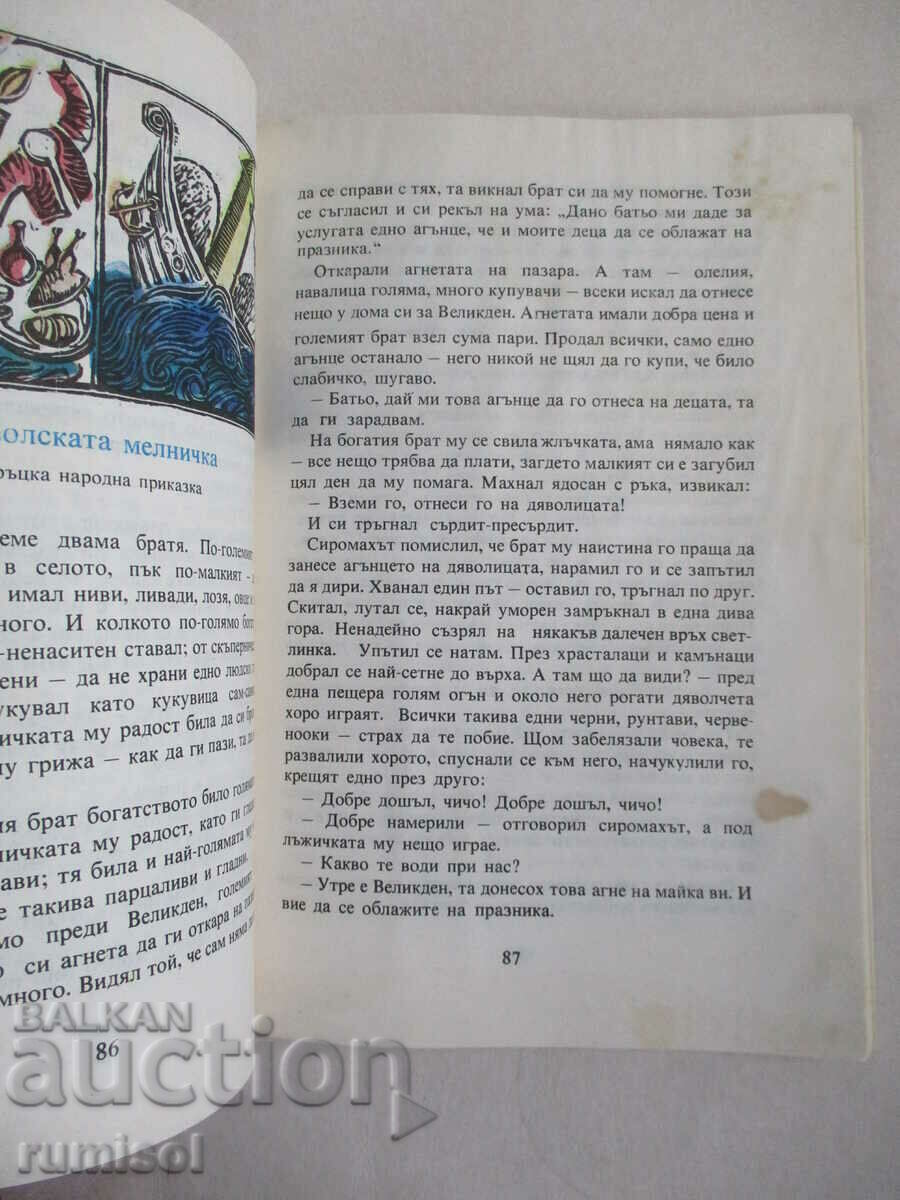 мелничка
народна приказка
двама братя. По-големият
в селото, пък по-малкият -
имал ниви, ливади, лозя,
И колкото по-голямо
ставал; от
— да не храни едно людско
като кукувица
му радост била да си
грижа — как да ги пази, та да
брат богатството било
му радост, като ги
тя била и най-голямата
такива парцаливи и гладни.
преди Великден, големият
си агнета да ги откара на
много. Видял той, че сам няма
86
да се справи с тях, та викнал брат си да му помогне. Този
се съгласил и си рекъл на ума: „Дано батьо ми даде за
услугата едно агънце, че и моите деца да се облажат на
празника.“
Откарали агнетата на пазара. А там — олелия,
навалица голяма, много купувачи — всеки искал да отнесе
нещо у дома си за Великден. Агнетата имали добра цена и
големият брат взел сума пари. Продал всички, само едно
агънце останало — него никой не щял да го купи, че било
слабичко, шугаво.
— Батьо, дай ми това агънце да го отнеса на децата, та
да ги зарадвам.
На богатия брат му се свила жлъчката, ама нямало как
— все нещо трябва да плати, загдето малкият си е загубил
цял ден да му помага. Махнал ядосан с ръка, извикал:
— Вземи го, отнеси го на дяволицата!
И си тръгнал сърдит-пресърдит.
Сиромахът помислил, че брат му наистина го праща да
занесе агънцето на дяволицата, нарамил го и се запътил
да я дири. Хванал един път — оставил го, тръгнал по друг.
Скитал, лутал се, накрай уморен замръкнал в една дива
гора. Ненадейно съзрял на някакъв далечен връх свет-
линка. Упътил се натам. През храсталаци и камънаци
добрал се най-сетне до върха. А там що да види? — пред
една пещера голям огън и около него рогати дяволчета
хоро играят. Всички такива едни черни, рунтави, черве-
нооки — страх да те побие. Щом забелязали човека, те
развалили хорото, спуснали се към него, начукулили го,
крещят едно през друго:
— Добре дошъл, чичо! Добре дошъл, чичо!
— Добре намерили — отговорил сиромахът, а под
лъжичката му нещо играе.
— Какво те води при нас?
— Утре е Великден, та донесох това агне на майка ви. И
вие да се облажите на празника.
87
BALKAN
auction
rumisol